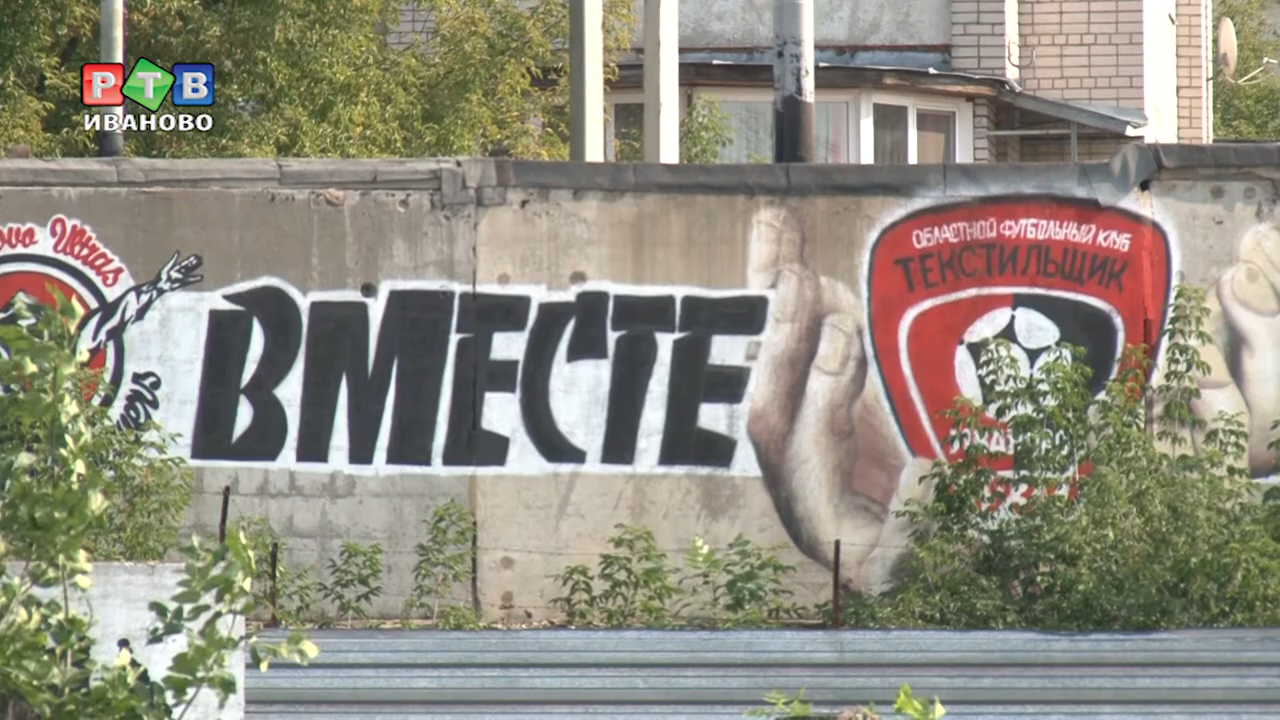 РТВ
ИВАНОВО
Ultras
ВМЕСТЕ
ОБЛАСТНОЙ ФУТБОЛЬНЫЙ КЛУБ
ТЕКСТИЛЬЩИК